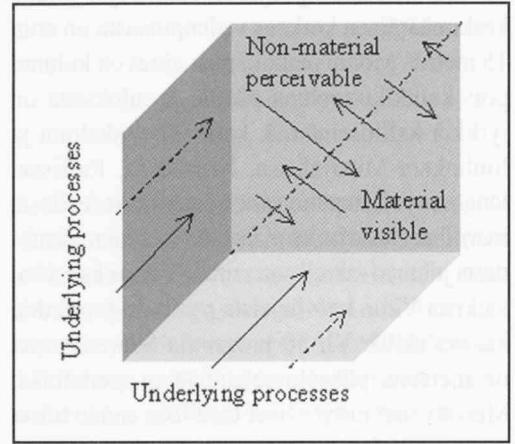 Non-material
perceivable
Material
visible
Underlying processes
Underlying processes